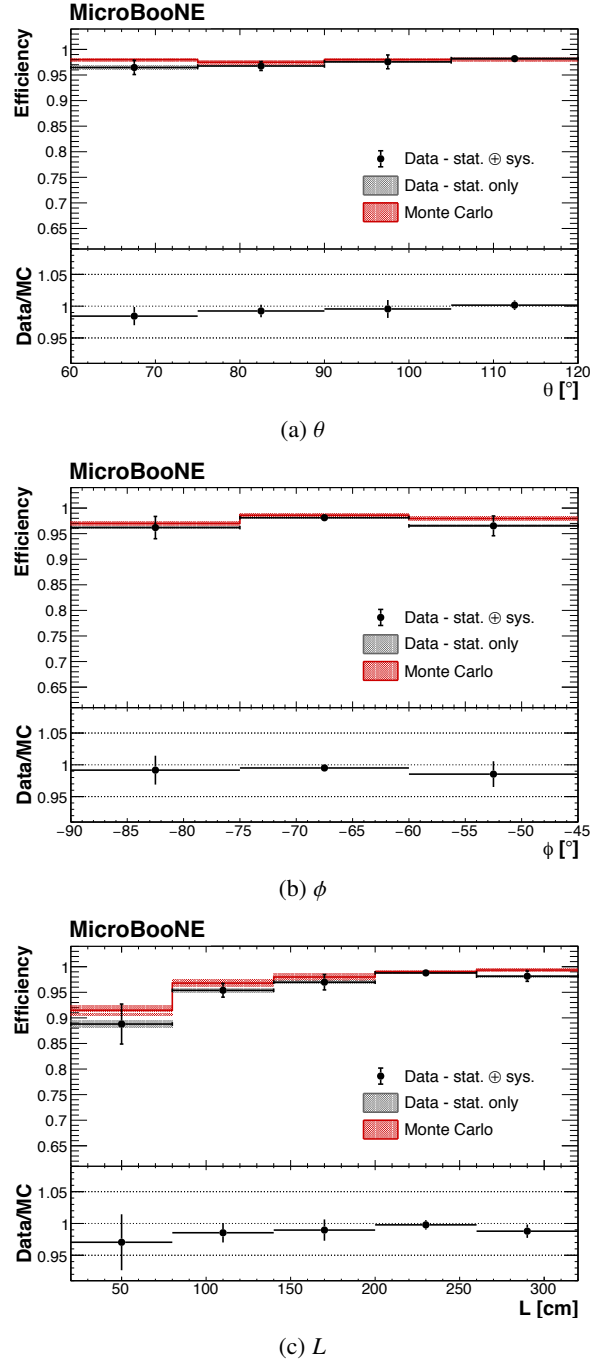 MicroBooNE
Efficiency
1
0.95
0.9
0.85
0.8
0.75
0.7
0.65
Data - stat. ⊕ sys.
Data - stat. only
Monte Carlo
Data/MC
1.05
1
0.95
60 70 80 90 100 110 120
θ [°]
(a) θ
MicroBooNE
Efficiency
1
0.95
0.9
0.85
0.8
0.75
0.7
0.65
Data - stat. ⊕ sys.
Data - stat. only
Monte Carlo
Data/MC
1.05
1
0.95
−90 −85 −80 −75 −70 −65 −60 −55 −50 −45
ϕ [°]
(b) ϕ
MicroBooNE
Efficiency
1
0.95
0.9
0.85
0.8
0.75
0.7
0.65
Data - stat. ⊕ sys.
Data - stat. only
Monte Carlo
Data/MC
1.05
1
0.95
50 100 150 200 250 300
L [cm]
(c) L